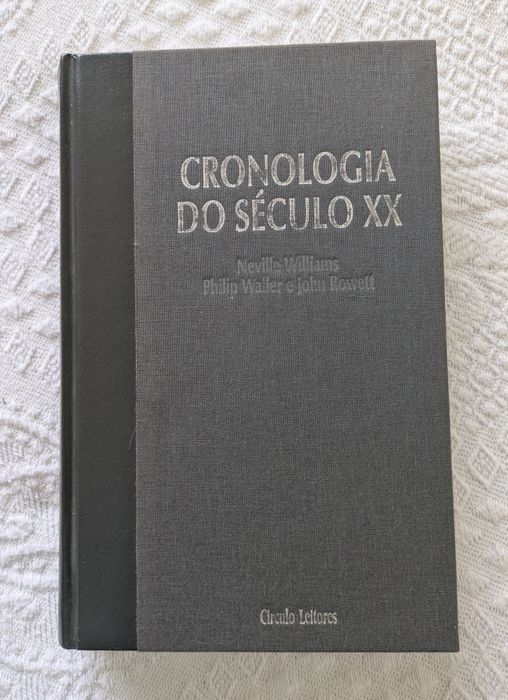 CRONOLOGIA
DO SÉCULO XX
Neville Williams
Philip Waller e John Rowett
Círculo Leitores